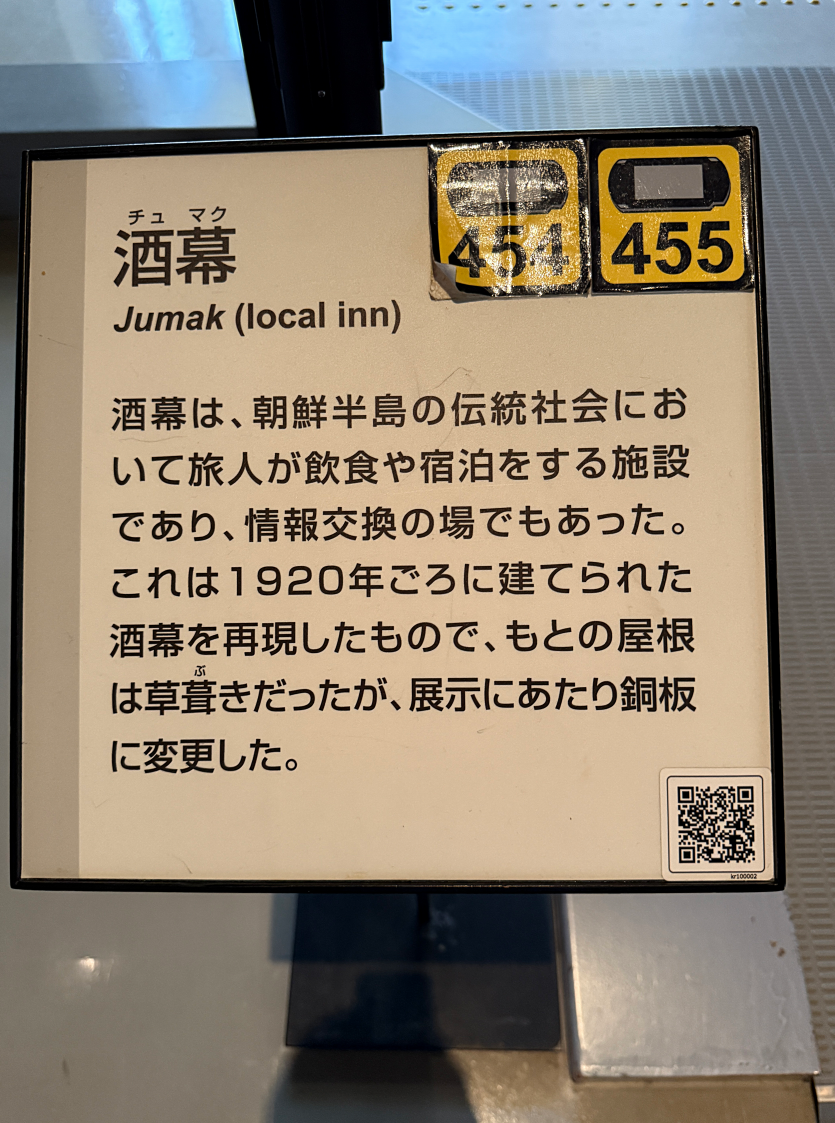 チュ マク
酒幕
Jumak (local inn)
454
455
酒幕は、朝鮮半島の伝統社会にお
いて旅人が飲食や宿泊をする施設
であり、情報交換の場でもあった。
これは1920年ごろに建てられた
酒幕を再現したもので、もとの屋根
ぶ
は草葺きだったが、展示にあたり銅板
に変更した。
kr100002